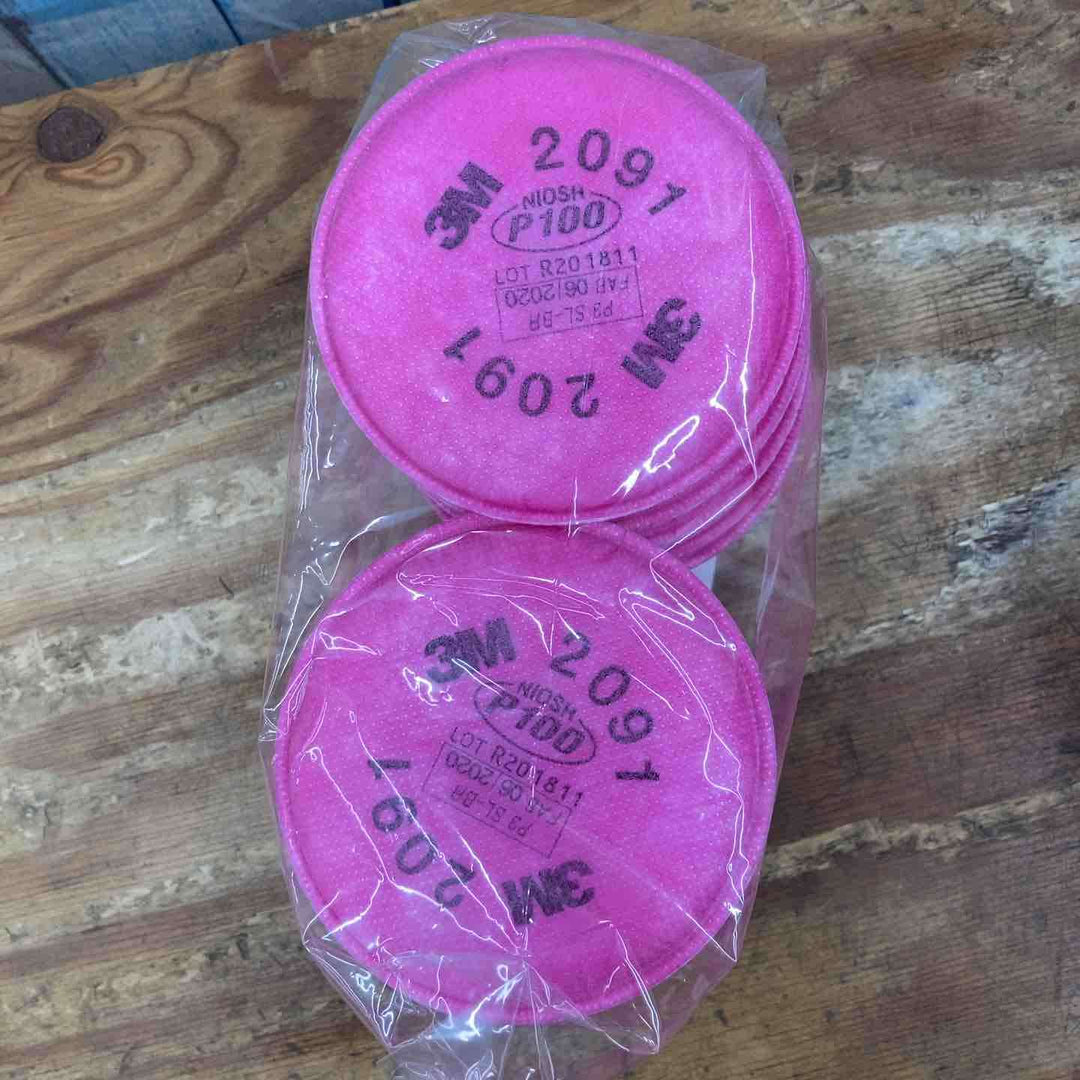 3M 2091
NIOSH
P100
LOT R201811
FAB 06/2020
P3 SL-BR
3M 2091
3M 2091
NIOSH
P100
LOT R201811
FAB 06/2020
P3 SL-BR
3M 2091